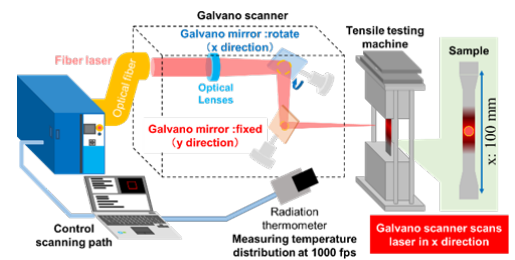 Galvano scanner
Galvano mirror :rotate
(x direction)
Fiber laser
Optical fiber
Optical
Lenses
Galvano mirror :fixed
(y direction)
Tensile testing
machine
Sample
x: 100 mm
Control
scanning path
Radiation
thermometer
Measuring temperature
distribution at 1000 fps
Galvano scanner scans
laser in x direction